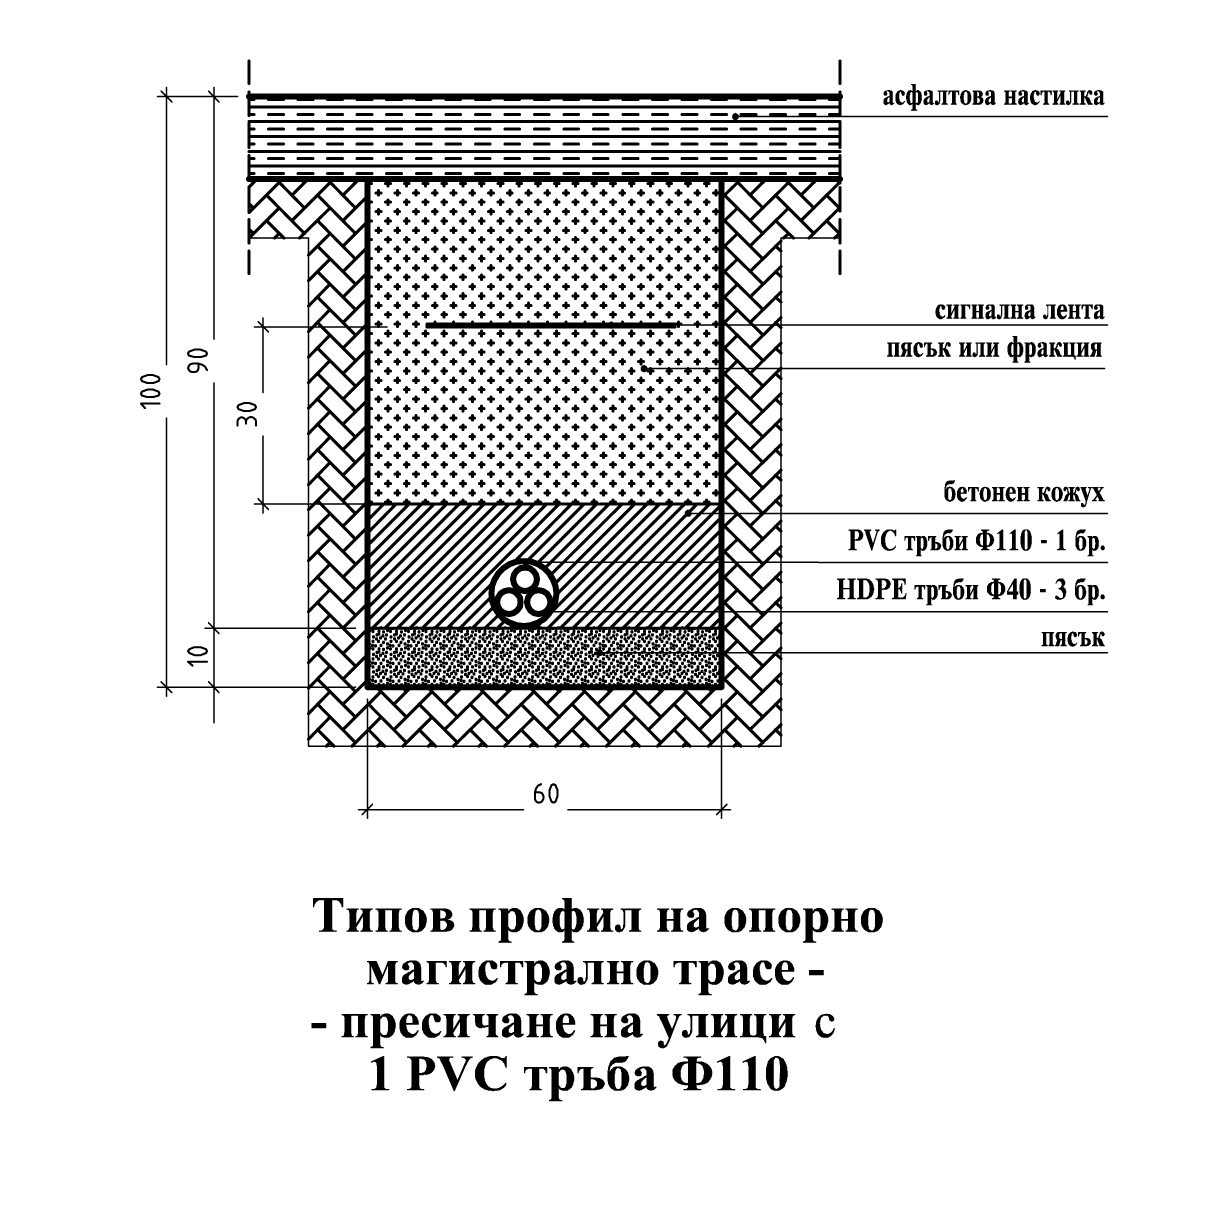 асфалтова настилка
сигнална лента
пясък или фракция
бетонен кожух
PVC тръби Ф110 - 1 бр.
HDPE тръби Ф40 - 3 бр.
пясък
100
90
30
10
60
Типов профил на опорно
магистрално трасе -
- пресичане на улици с
1 PVC тръба Ф110